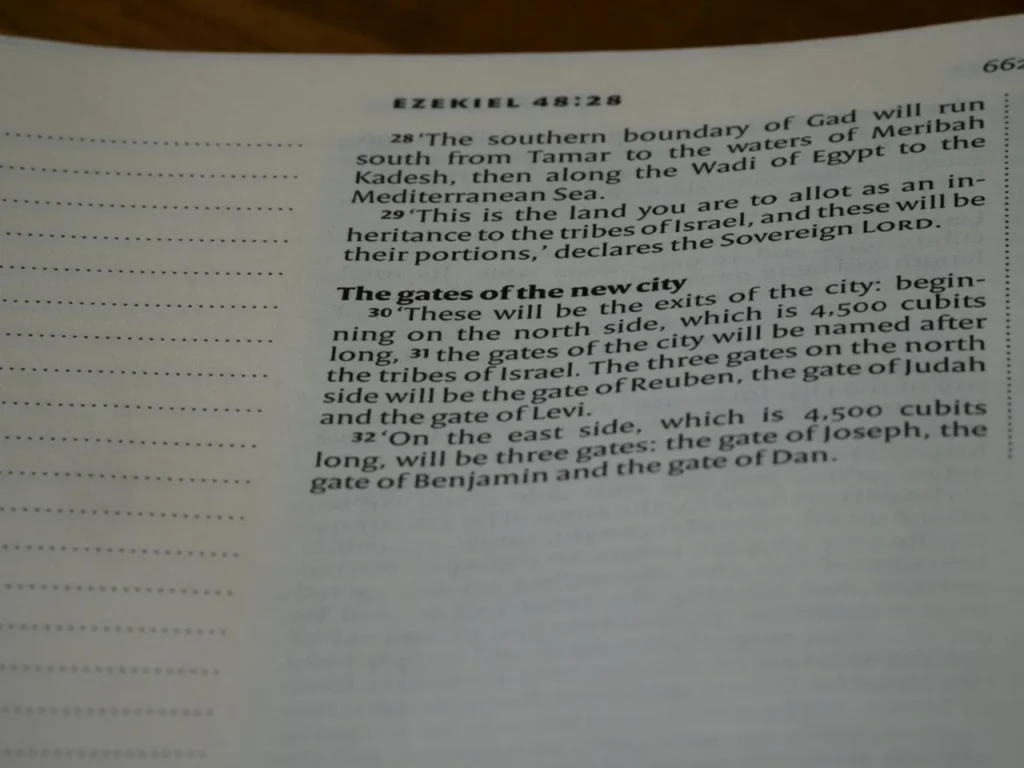 662
EZEKIEL 48:28
28 ‘The southern boundary of Gad will run
south from Tamar to the waters of Meribah
Kadesh, then along the Wadi of Egypt to the
Mediterranean Sea.
29 ‘This is the land you are to allot as an in-
heritance to the tribes of Israel, and these will be
their portions,’ declares the Sovereign LORD.
The gates of the new city
30 ‘These will be the exits of the city: begin-
ning on the north side, which is 4,500 cubits
long, 31 the gates of the city will be named after
the tribes of Israel. The three gates on the north
side will be the gate of Reuben, the gate of Judah
and the gate of Levi.
32 ‘On the east side, which is 4,500 cubits
long, will be three gates: the gate of Joseph, the
gate of Benjamin and the gate of Dan.